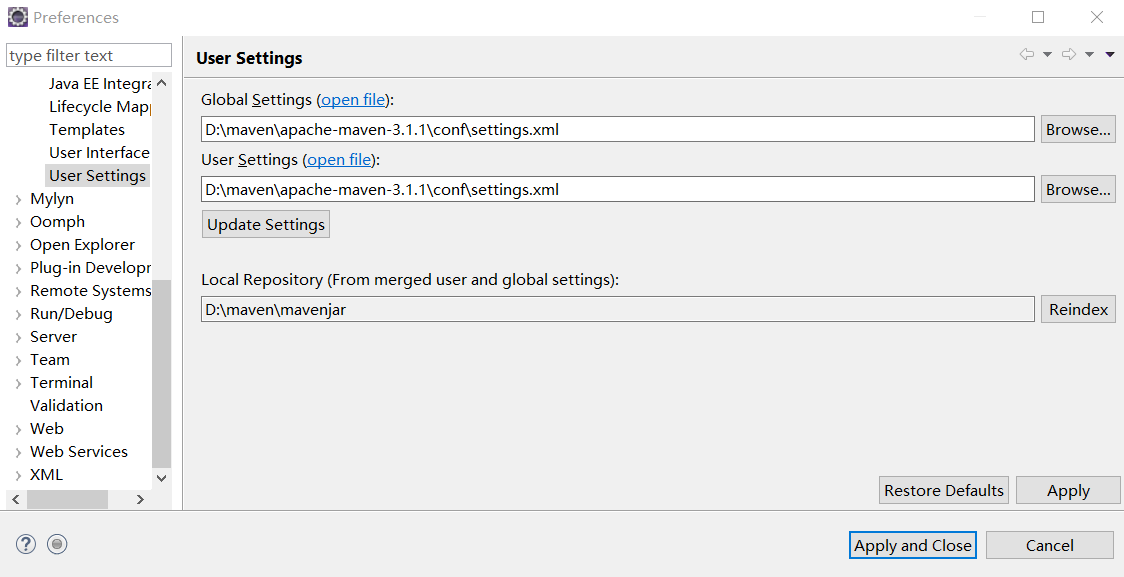 Preferences
type filter text
Java EE Integra
Lifecycle Mapp
Templates
User Interface
User Settings
Mylyn
Oomph
Open Explorer
Plug-in Developr
Remote Systems
Run/Debug
Server
Team
Terminal
Validation
Web
Web Services
XML
User Settings
Global Settings (open file):
D:\maven\apache-maven-3.1.1\conf\settings.xml
Browse...
User Settings (open file):
D:\maven\apache-maven-3.1.1\conf\settings.xml
Browse...
Update Settings
Local Repository (From merged user and global settings):
D:\maven\mavenjar
Reindex
Restore Defaults
Apply
?
Apply and Close
Cancel